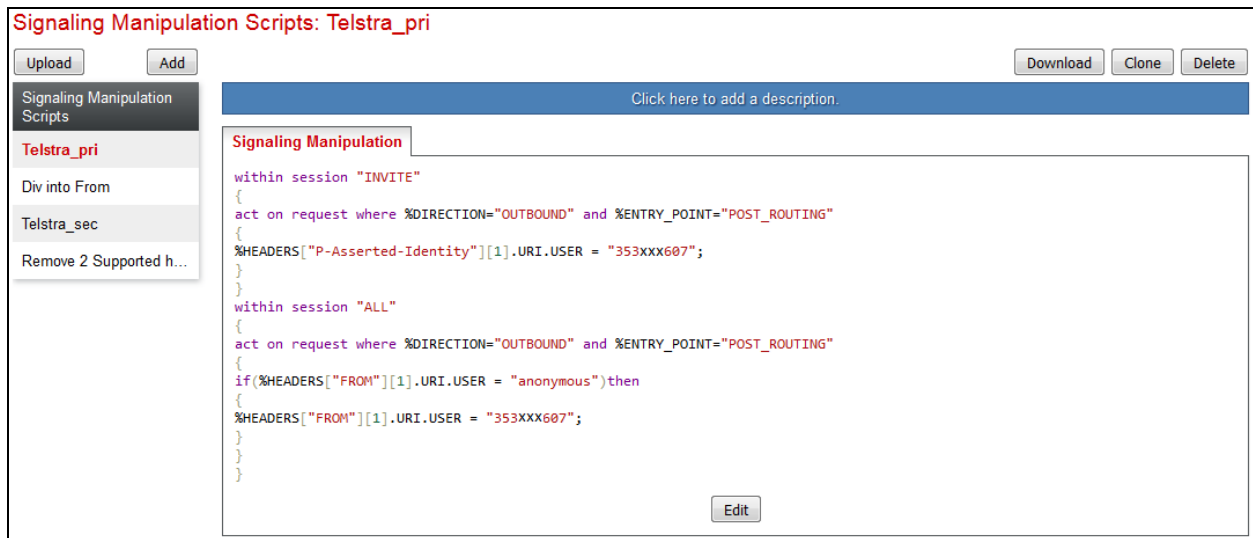 Signaling Manipulation Scripts: Telstra_pri
Upload
Add
Download
Clone
Delete
Signaling Manipulation
Scripts
Telstra_pri
Div into From
Telstra_sec
Remove 2 Supported h...
Click here to add a description.
Signaling Manipulation
within session "INVITE"
{
act on request where %DIRECTION="OUTBOUND" and %ENTRY_POINT="POST_ROUTING"
{
%HEADERS["P-Asserted-Identity"][1].URI.USER = "353xxx607";
}
}
within session "ALL"
{
act on request where %DIRECTION="OUTBOUND" and %ENTRY_POINT="POST_ROUTING"
{
if(%HEADERS["FROM"][1].URI.USER = "anonymous")then
{
%HEADERS["FROM"][1].URI.USER = "353xxx607";
}
}
}
Edit